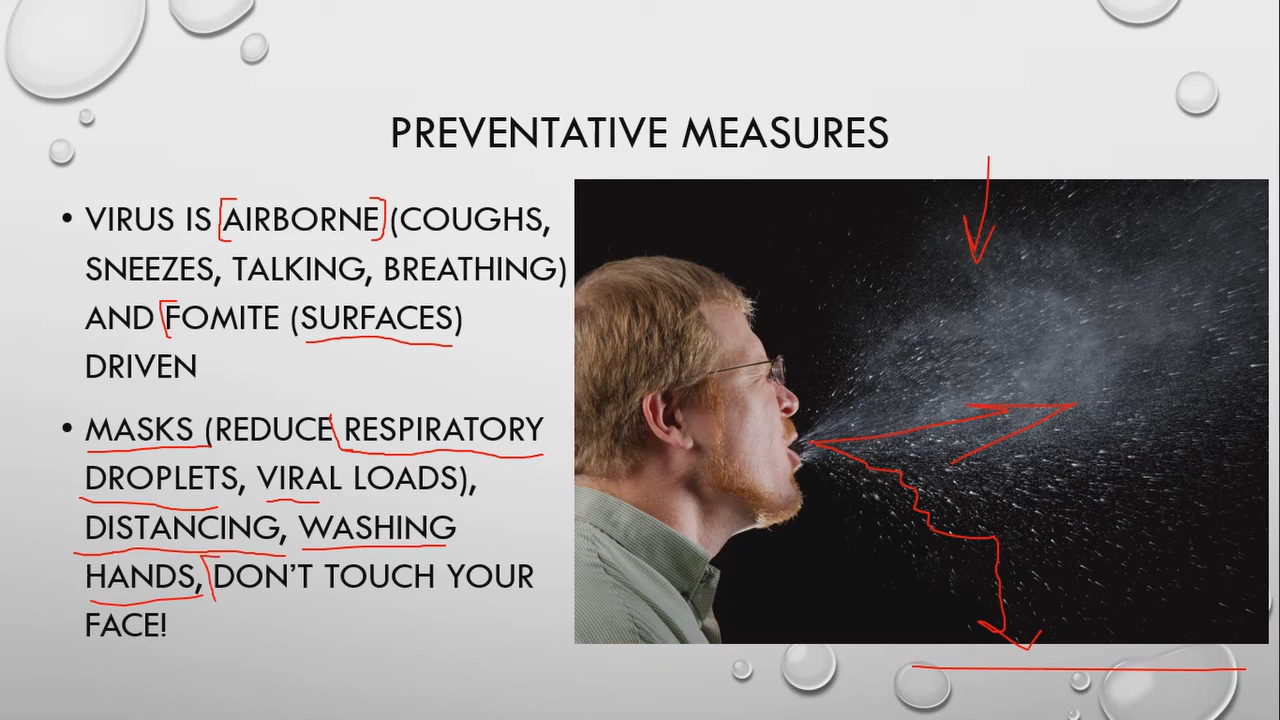 PREVENTATIVE MEASURES
• VIRUS IS AIRBORNE (COUGHS,
SNEEZES, TALKING, BREATHING)
AND FOMITE (SURFACES)
DRIVEN
• MASKS (REDUCE RESPIRATORY
DROPLETS, VIRAL LOADS),
DISTANCING, WASHING
HANDS, DON'T TOUCH YOUR
FACE!